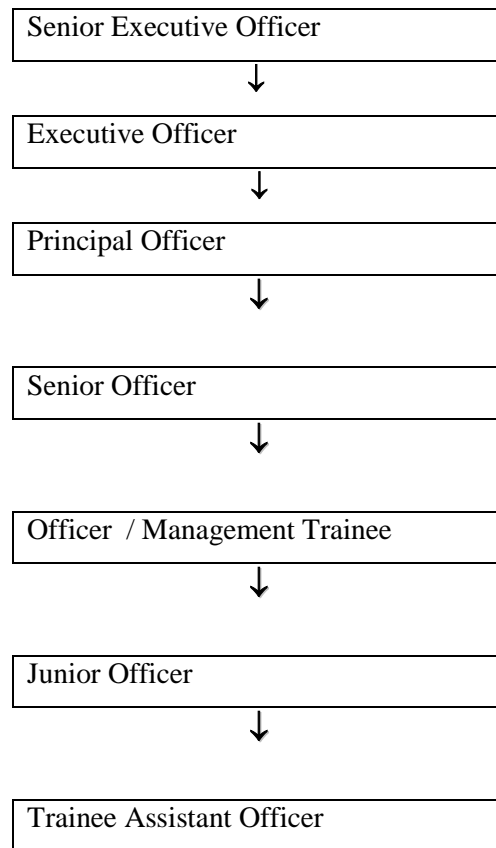 Senior Executive Officer
↓
Executive Officer
↓
Principal Officer
↓
Senior Officer
↓
Officer / Management Trainee
↓
Junior Officer
↓
Trainee Assistant Officer